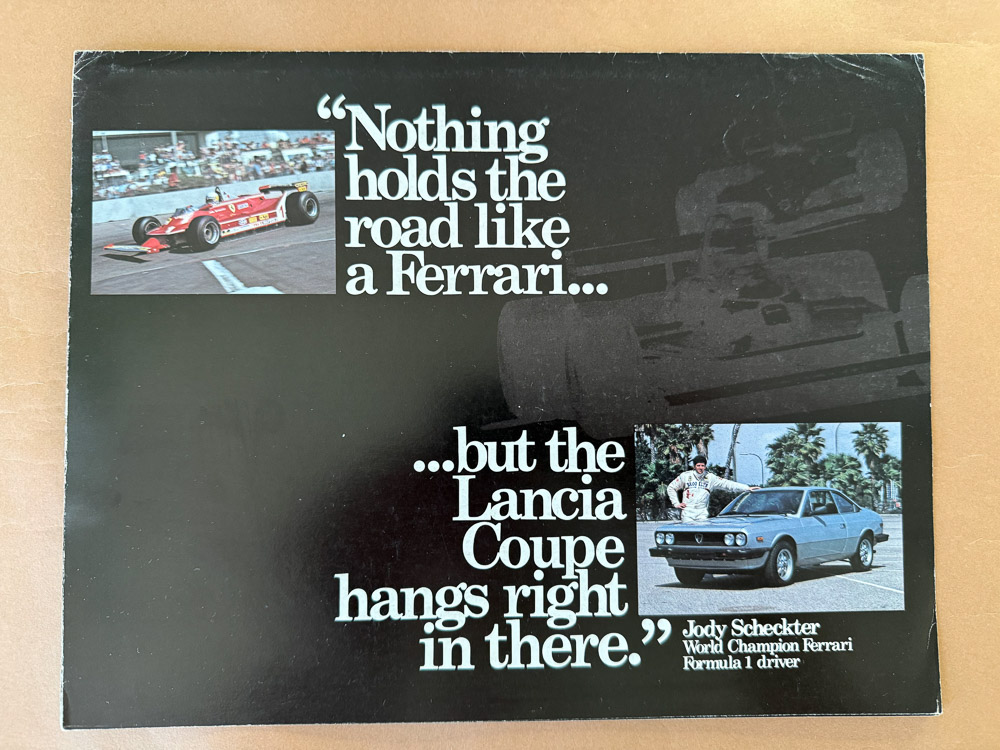 “Nothing
holds the
road like
a Ferrari...
...but the
Lancia
Coupe
hangs right
in there.”
Jody Scheckter
World Champion Ferrari
Formula 1 driver